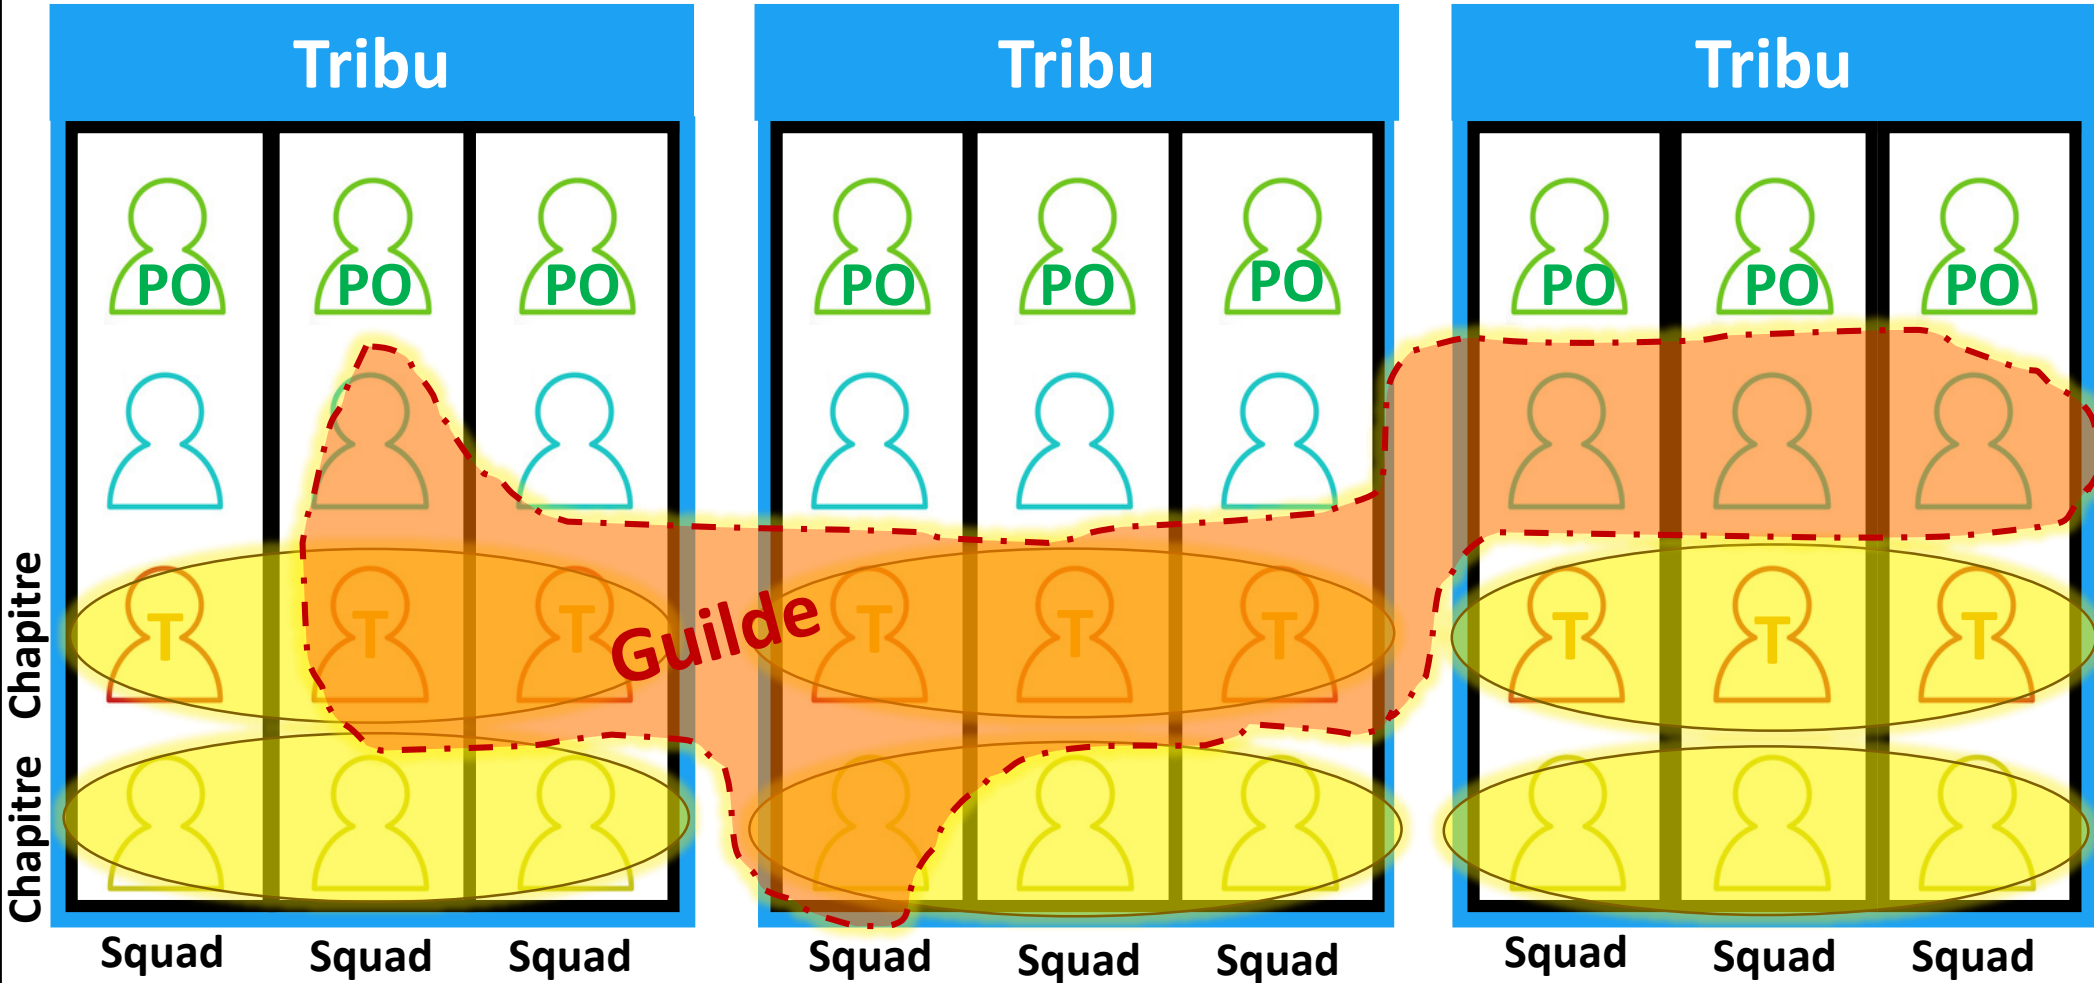 Tribu Tribu Tribu
PO PO PO PO PO PO PO PO PO
Chapitre
T T T T T T T T T
Guilde
Chapitre
Squad Squad Squad Squad Squad Squad Squad Squad Squad